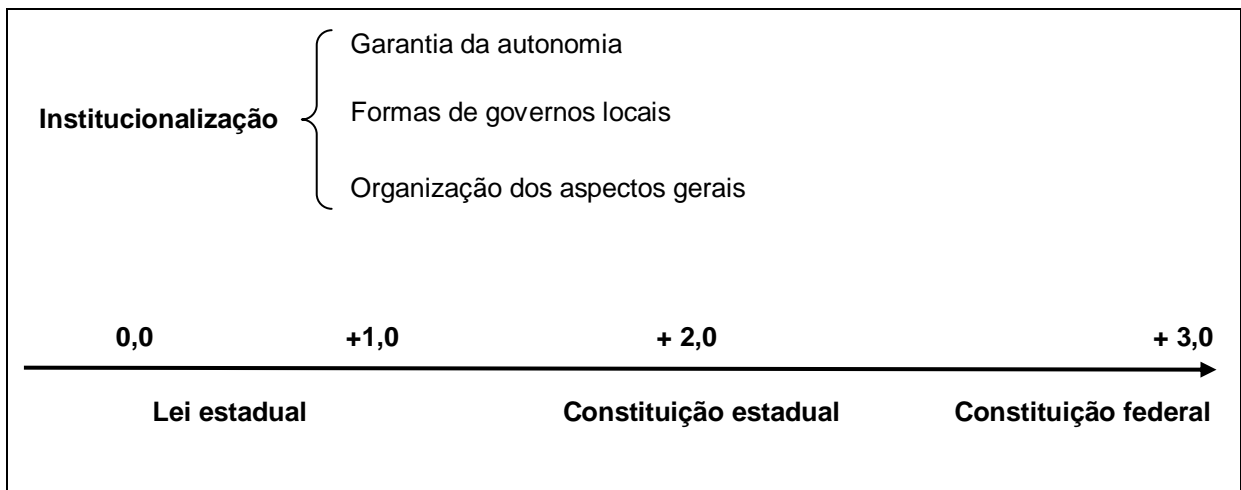 Garantia da autonomia
Institucionalização
Formas de governos locais
Organização dos aspectos gerais
0,0 +1,0 + 2,0 + 3,0
Lei estadual Constituição estadual Constituição federal